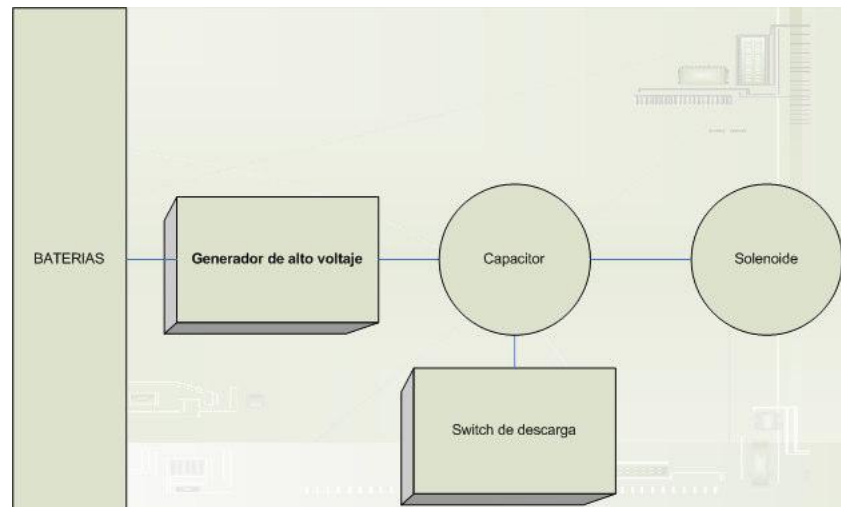 BATERIAS
Generador de alto voltaje
Capacitor
Solenoide
Switch de descarga